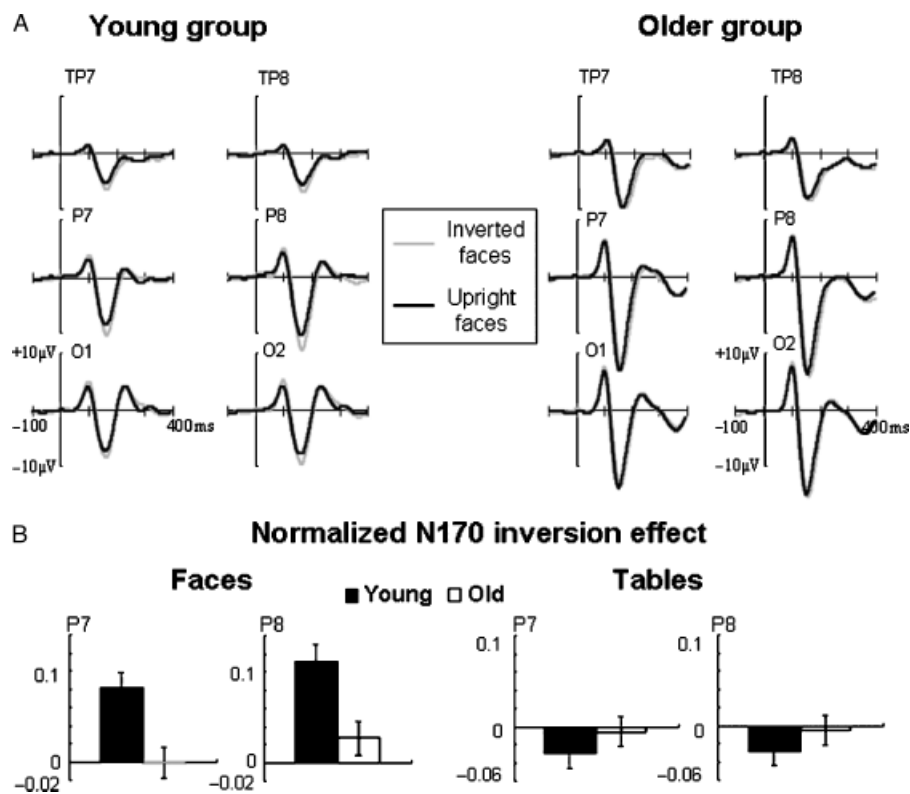 A
Young group
Older group
TP7
TP8
TP7
TP8
P7
P8
P7
P8
Inverted
faces
Upright
faces
+10μV
O1
O2
O1
+10μV
O2
-100
400ms
-100
400ms
-10μV
-10μV
B
Normalized N170 inversion effect
Faces
Young
Old
Tables
P7
P8
P7
P8
0.1
0.1
0.1
0.1
0
0
0
0
-0.02
-0.02
-0.06
-0.06